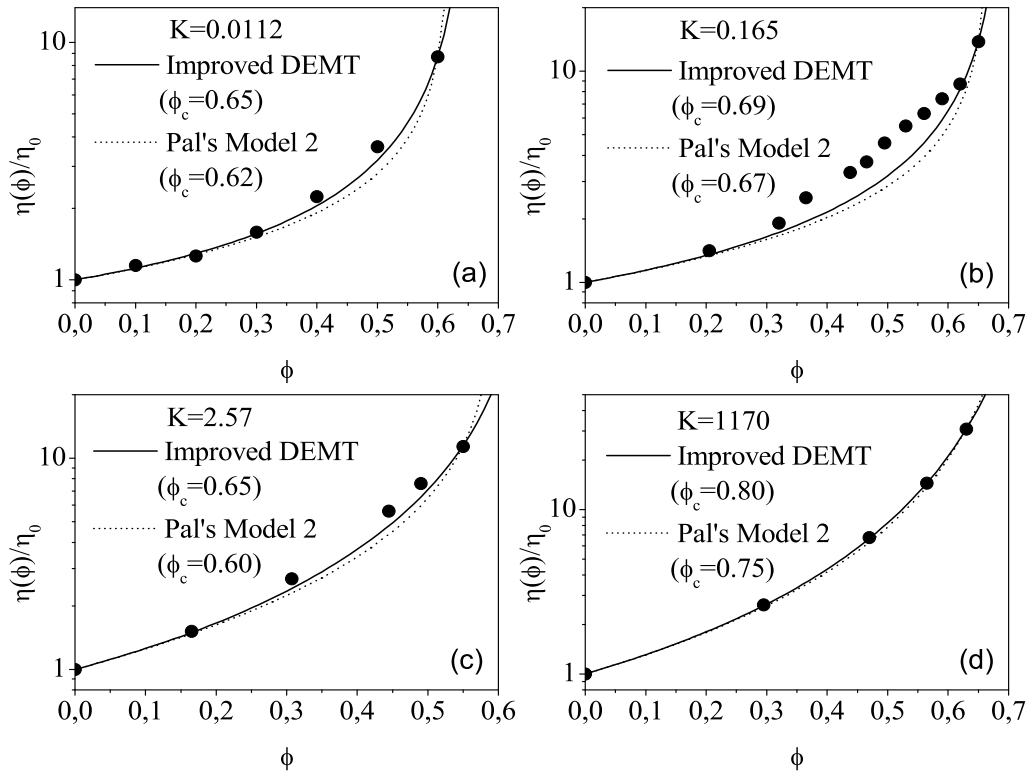 10
1
η(ϕ)/η₀
K=0.0112
Improved DEMT
(ϕc=0.65)
Pal's Model 2
(ϕc=0.62)
(a)
0,0 0,1 0,2 0,3 0,4 0,5 0,6 0,7
ϕ
10
1
η(ϕ)/η₀
K=0.165
Improved DEMT
(ϕc=0.69)
Pal's Model 2
(ϕc=0.67)
(b)
0,0 0,1 0,2 0,3 0,4 0,5 0,6 0,7
ϕ
10
1
η(ϕ)/η₀
K=2.57
Improved DEMT
(ϕc=0.65)
Pal's Model 2
(ϕc=0.60)
(c)
0,0 0,1 0,2 0,3 0,4 0,5 0,6
ϕ
10
1
η(ϕ)/η₀
K=1170
Improved DEMT
(ϕc=0.80)
Pal's Model 2
(ϕc=0.75)
(d)
0,0 0,1 0,2 0,3 0,4 0,5 0,6 0,7
ϕ